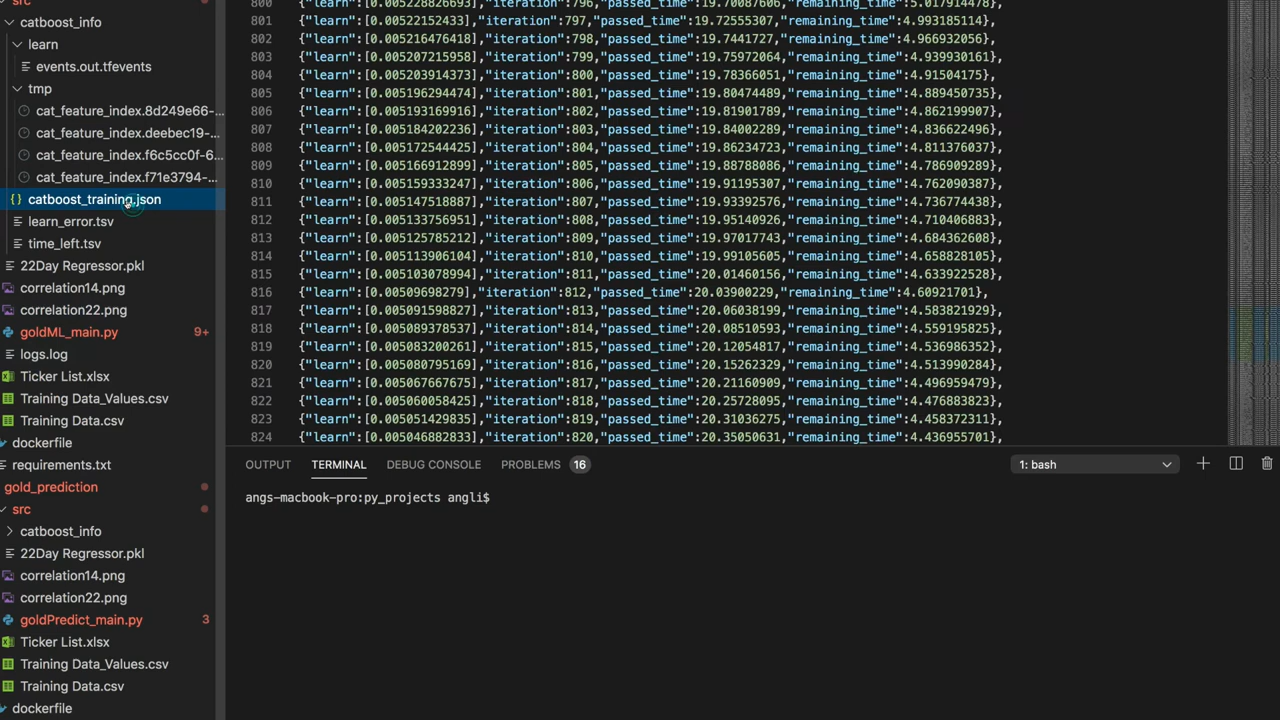 src
catboost_info
learn
events.out.tfevents
tmp
cat_feature_index.8d249e66-...
cat_feature_index.deebec19-...
cat_feature_index.f6c5cc0f-6...
cat_feature_index.f71e3794-...
catboost_training.json
learn_error.tsv
time_left.tsv
22Day Regressor.pkl
correlation14.png
correlation22.png
goldML_main.py 9+
logs.log
Ticker List.xlsx
Training Data_Values.csv
Training Data.csv
dockerfile
requirements.txt
gold_prediction
src
catboost_info
22Day Regressor.pkl
correlation14.png
correlation22.png
goldPredict_main.py 3
Ticker List.xlsx
Training Data_Values.csv
Training Data.csv
dockerfile
800 {"learn":[0.005228826693],"iteration":796,"passed_time":19.70087606,"remaining_time":5.017914478},
801 {"learn":[0.00522152433],"iteration":797,"passed_time":19.72555307,"remaining_time":4.993185114},
802 {"learn":[0.005216476418],"iteration":798,"passed_time":19.7441727,"remaining_time":4.966932056},
803 {"learn":[0.005207215958],"iteration":799,"passed_time":19.75972064,"remaining_time":4.939930161},
804 {"learn":[0.005203914373],"iteration":800,"passed_time":19.78366051,"remaining_time":4.91504175},
805 {"learn":[0.005196294474],"iteration":801,"passed_time":19.80474489,"remaining_time":4.889450735},
806 {"learn":[0.005193169916],"iteration":802,"passed_time":19.81901789,"remaining_time":4.862199907},
807 {"learn":[0.005184202236],"iteration":803,"passed_time":19.84002289,"remaining_time":4.836622496},
808 {"learn":[0.005172544425],"iteration":804,"passed_time":19.86234723,"remaining_time":4.811376037},
809 {"learn":[0.005166912899],"iteration":805,"passed_time":19.88788086,"remaining_time":4.786909289},
810 {"learn":[0.005159333247],"iteration":806,"passed_time":19.91195307,"remaining_time":4.762090387},
811 {"learn":[0.005147518987],"iteration":807,"passed_time":19.93392576,"remaining_time":4.736774438},
812 {"learn":[0.005133756951],"iteration":808,"passed_time":19.95140926,"remaining_time":4.710406383},
813 {"learn":[0.005125785212],"iteration":809,"passed_time":19.97017743,"remaining_time":4.684362608},
814 {"learn":[0.005113906104],"iteration":810,"passed_time":19.99105605,"remaining_time":4.658828105},
815 {"learn":[0.005103078954],"iteration":811,"passed_time":20.01460156,"remaining_time":4.633922528},
816 {"learn":[0.00509698279],"iteration":812,"passed_time":20.03900229,"remaining_time":4.60921701},
817 {"learn":[0.005091598827],"iteration":813,"passed_time":20.06038199,"remaining_time":4.583821929},
818 {"learn":[0.005089378537],"iteration":814,"passed_time":20.08510593,"remaining_time":4.559195825},
819 {"learn":[0.005083200261],"iteration":815,"passed_time":20.12054817,"remaining_time":4.536986352},
820 {"learn":[0.005080795368],"iteration":816,"passed_time":20.15262329,"remaining_time":4.513990284},
821 {"learn":[0.005067667675],"iteration":817,"passed_time":20.21160909,"remaining_time":4.496959479},
822 {"learn":[0.005060058425],"iteration":818,"passed_time":20.25728095,"remaining_time":4.476883823},
823 {"learn":[0.005051429835],"iteration":819,"passed_time":20.31036275,"remaining_time":4.458372311},
824 {"learn":[0.005046882833],"iteration":820,"passed_time":20.35050631,"remaining_time":4.436955701},
OUTPUT TERMINAL DEBUG CONSOLE PROBLEMS 16 1: bash
angs-macbook-pro:py_projects angli$